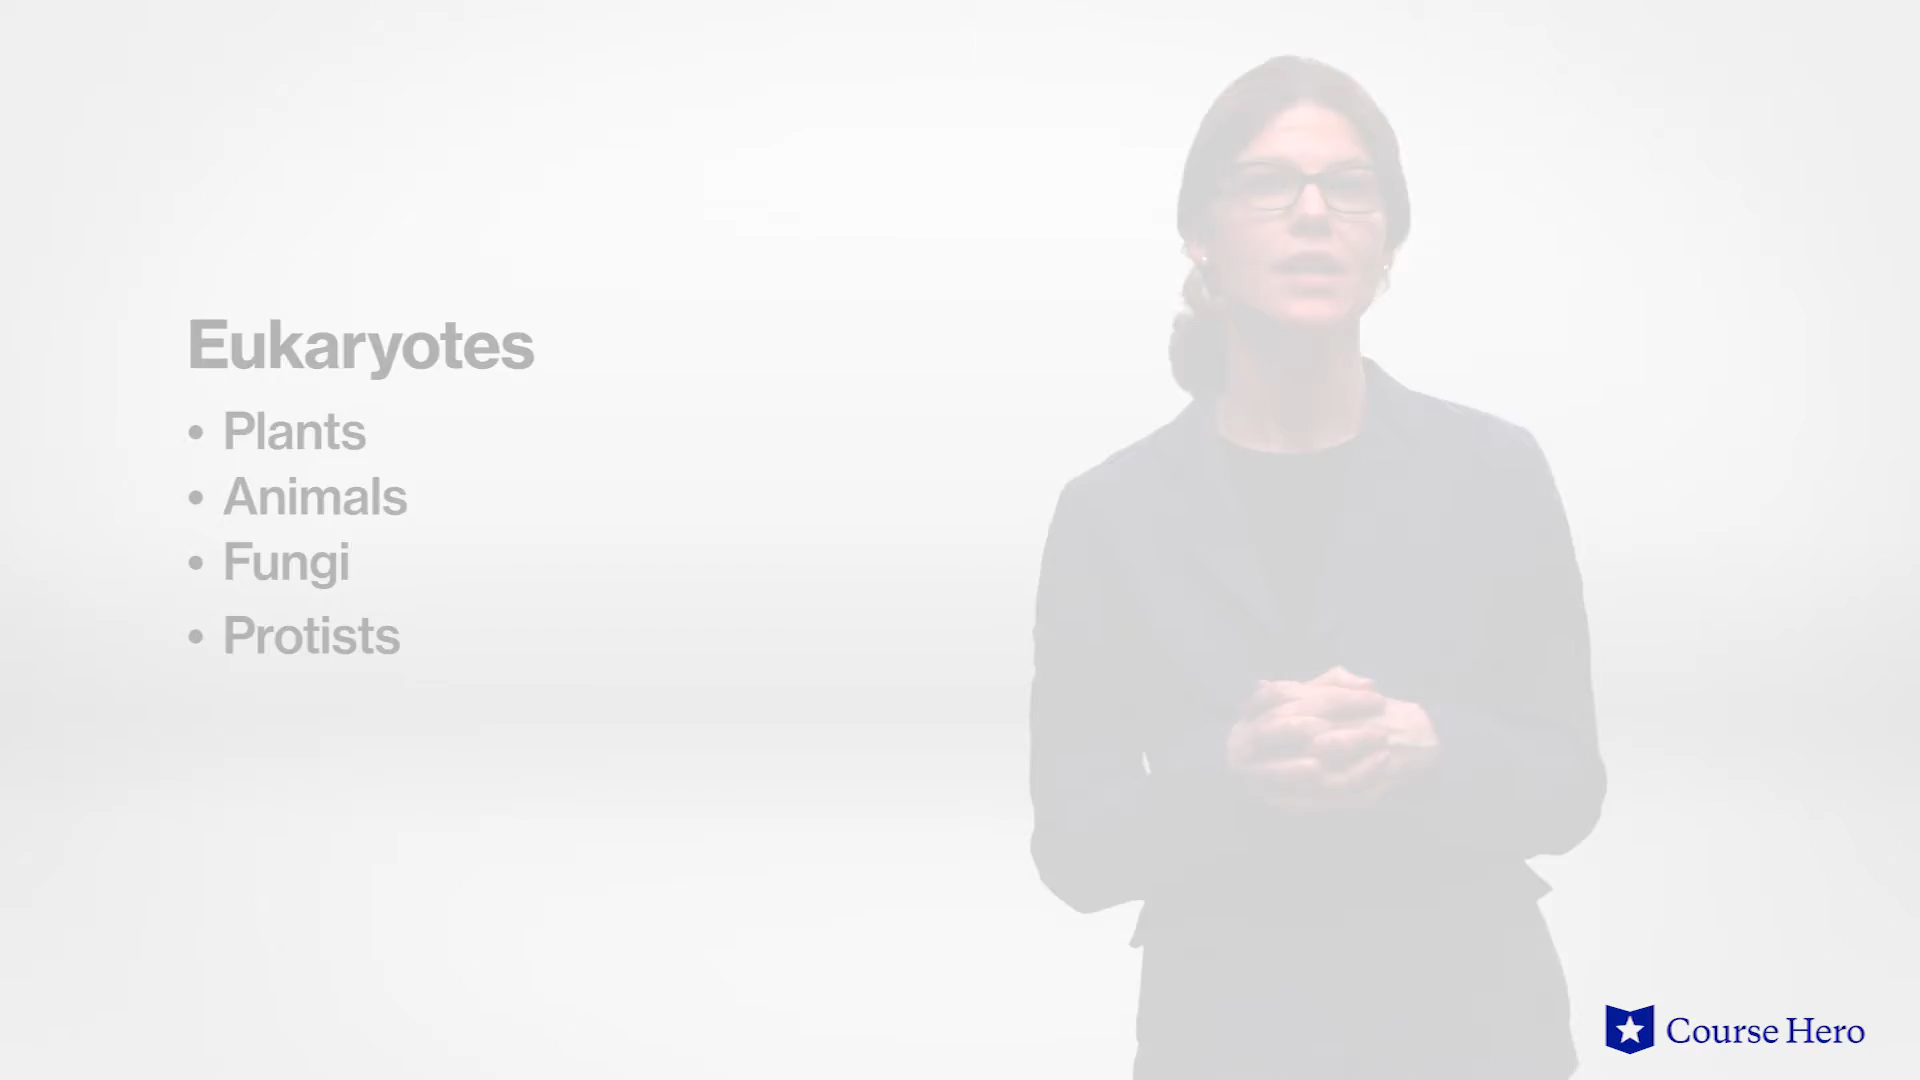 Eukaryotes
• Plants
• Animals
• Fungi
• Protists
Course Hero